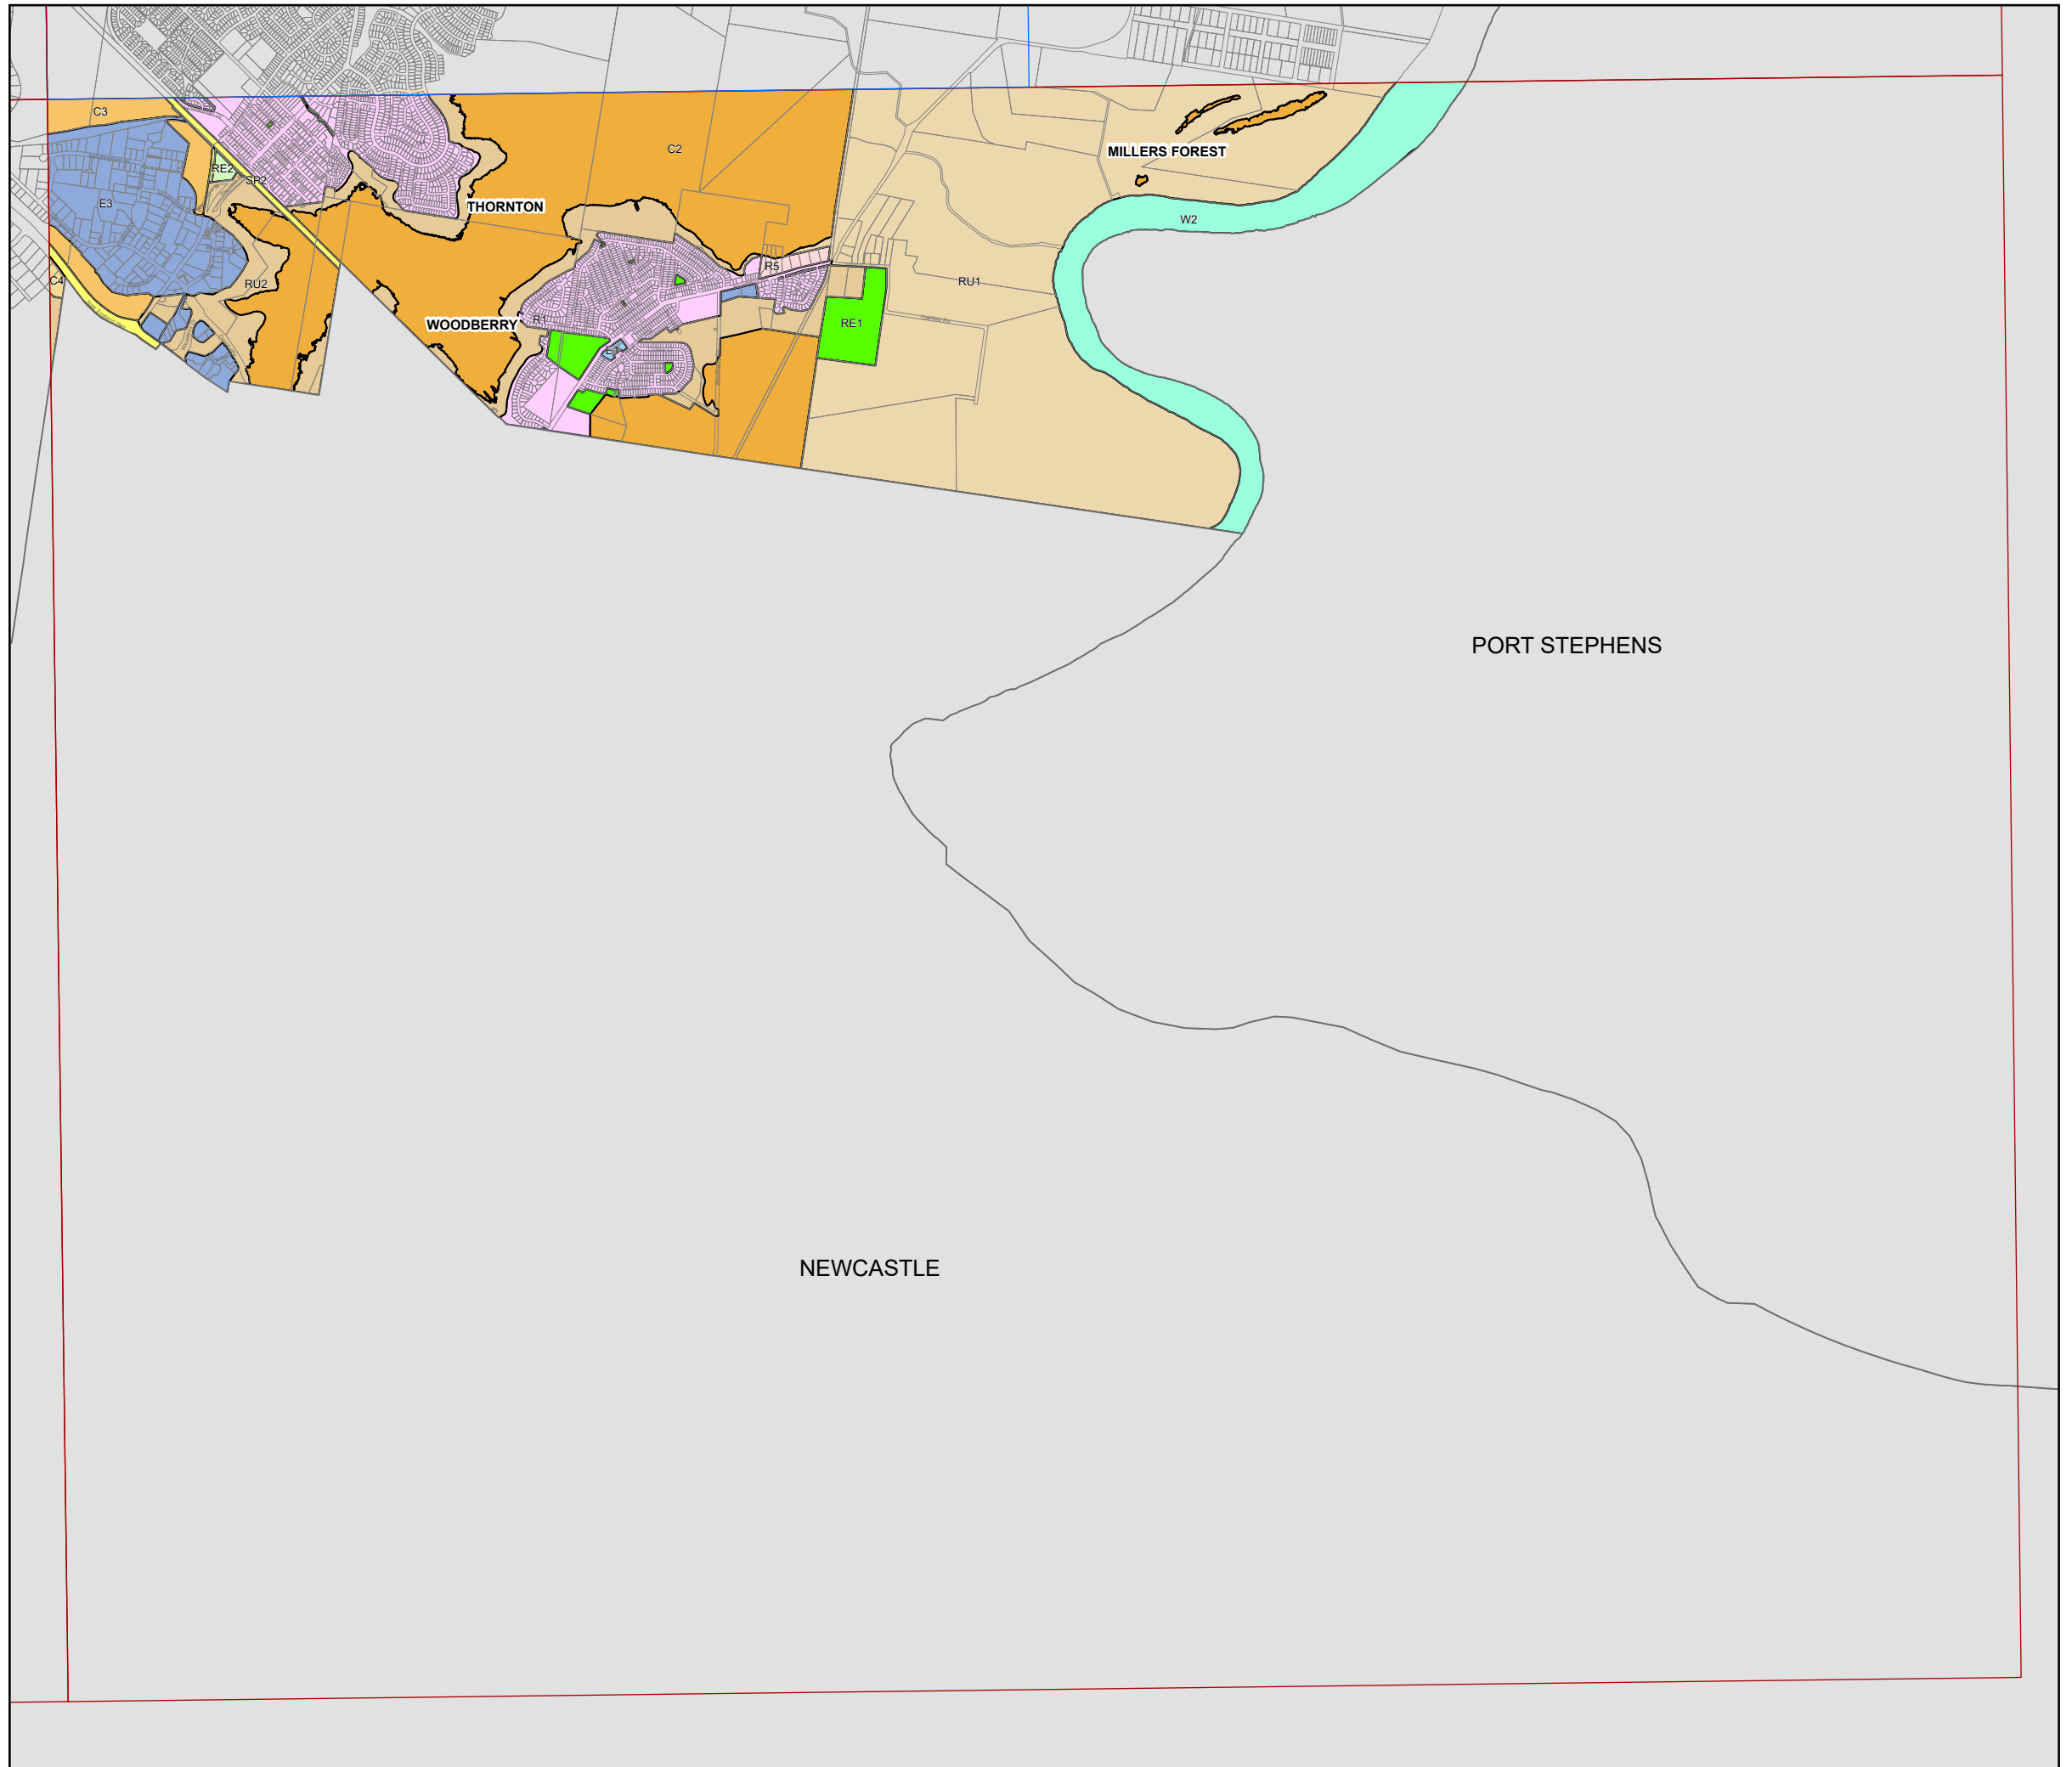 C3
C2
MILLERS FOREST
RE2
SP2
E3
THORNTON
W2
R5
C4
RU2
RU1
R1
WOODBERRY
RE1
PORT STEPHENS
NEWCASTLE